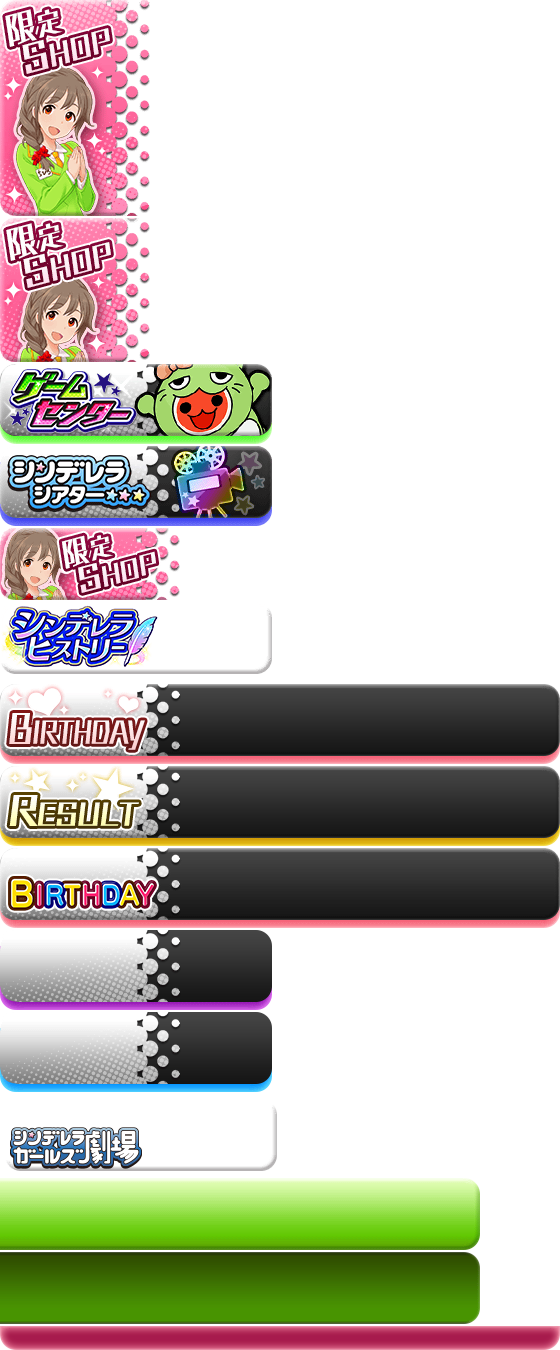 限定
SHOP
限定
SHOP
ゲーム
センター
シンデレラ
シアター
限定
SHOP
シンデレラ
ヒストリー
BIRTHDAY
RESULT
BIRTHDAY
シンデレラ
ガールズ劇場